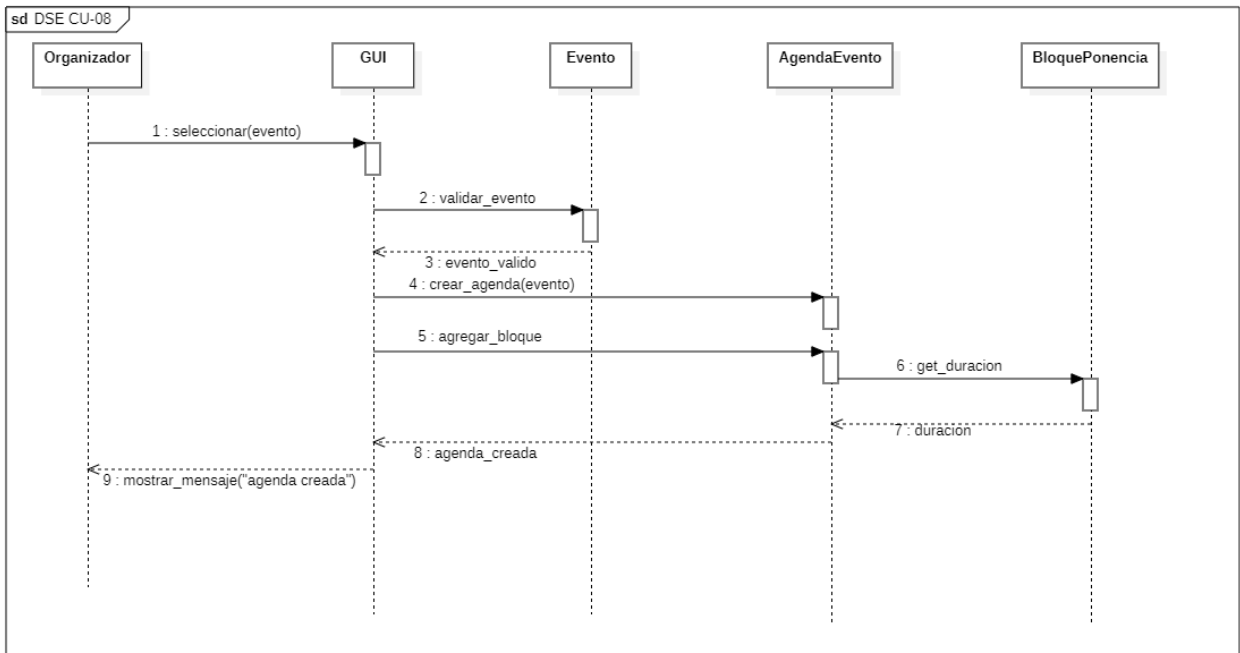 sd DSE CU-08
Organizador
GUI
Evento
AgendaEvento
BloquePonencia
1 : seleccionar(evento)
2 : validar_evento
3 : evento_valido
4 : crear_agenda(evento)
5 : agregar_bloque
6 : get_duracion
7 : duracion
8 : agenda_creada
9 : mostrar_mensaje("agenda creada")